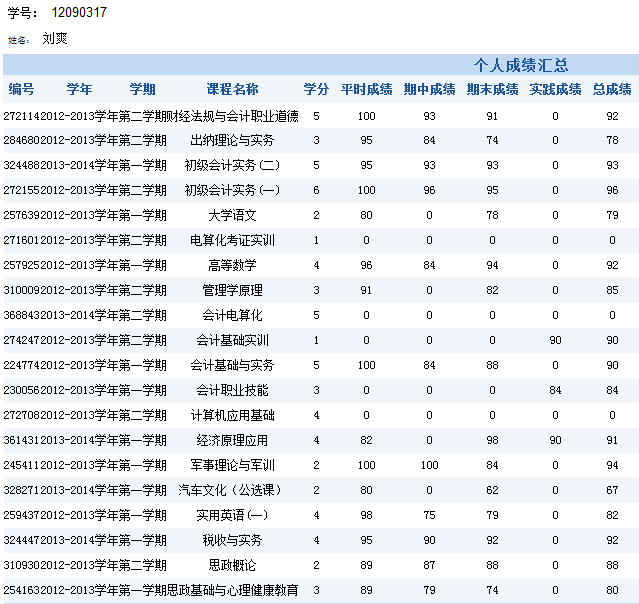 学号： 12090317
姓名： 刘爽
个人成绩汇总
编号 学年 学期 课程名称 学分 平时成绩 期中成绩 期末成绩 实践成绩 总成绩
272114 2012-2013学年 第二学期 财经法规与会计职业道德 5 100 93 91 0 92
284680 2012-2013学年 第二学期 出纳理论与实务 3 95 84 74 0 78
324488 2013-2014学年 第一学期 初级会计实务(二) 5 95 93 93 0 93
272155 2012-2013学年 第二学期 初级会计实务(一) 6 100 96 95 0 96
257639 2012-2013学年 第一学期 大学语文 2 80 0 78 0 79
271601 2012-2013学年 第二学期 电算化考证实训 1 0 0 0 0 0
257925 2012-2013学年 第一学期 高等数学 4 96 84 94 0 92
310009 2012-2013学年 第二学期 管理学原理 3 91 0 82 0 85
368843 2013-2014学年 第二学期 会计电算化 5 0 0 0 0 0
274247 2012-2013学年 第二学期 会计基础实训 1 0 0 0 90 90
224774 2012-2013学年 第一学期 会计基础与实务 5 100 84 88 0 90
230056 2012-2013学年 第一学期 会计职业技能 3 0 0 0 84 84
272708 2012-2013学年 第二学期 计算机应用基础 4 0 0 0 0 0
361431 2013-2014学年 第一学期 经济原理应用 4 82 0 98 90 91
245411 2012-2013学年 第一学期 军事理论与军训 2 100 100 84 0 94
328271 2013-2014学年 第一学期 汽车文化（公选课） 2 80 0 62 0 67
259437 2012-2013学年 第一学期 实用英语(一) 4 98 75 79 0 82
324447 2013-2014学年 第一学期 税收与实务 4 95 90 92 0 92
310930 2012-2013学年 第二学期 思政概论 2 89 87 88 0 88
254163 2012-2013学年 第一学期 思政基础与心理健康教育 3 89 79 74 0 80